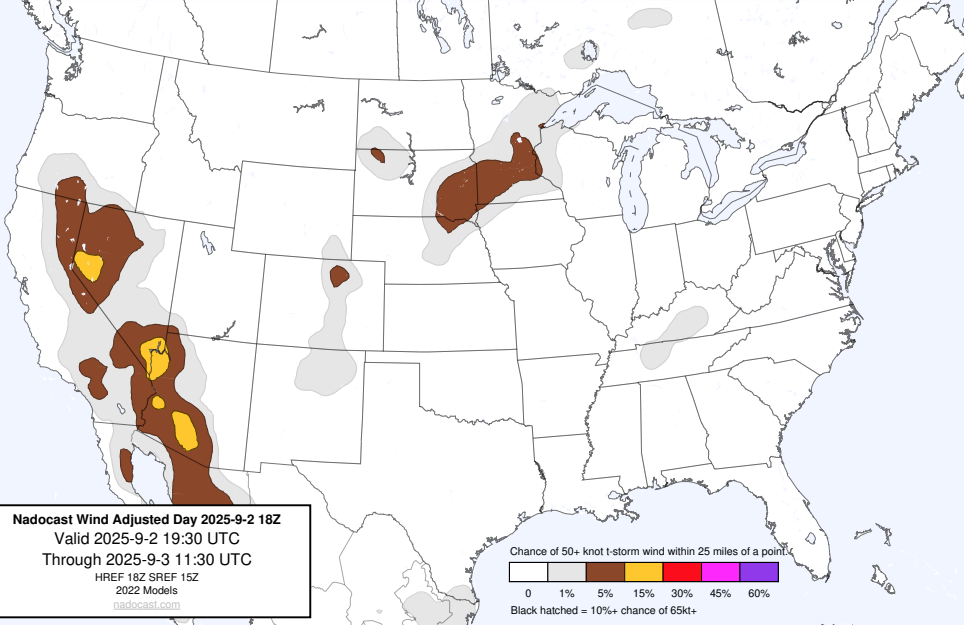 Nadocast Wind Adjusted Day 2025-9-2 18Z
Valid 2025-9-2 19:30 UTC
Through 2025-9-3 11:30 UTC
HREF 18Z SREF 15Z
2022 Models
nadocast.com
Chance of 50+ knot t-storm wind within 25 miles of a point.
0 1% 5% 15% 30% 45% 60%
Black hatched = 10%+ chance of 65kt+